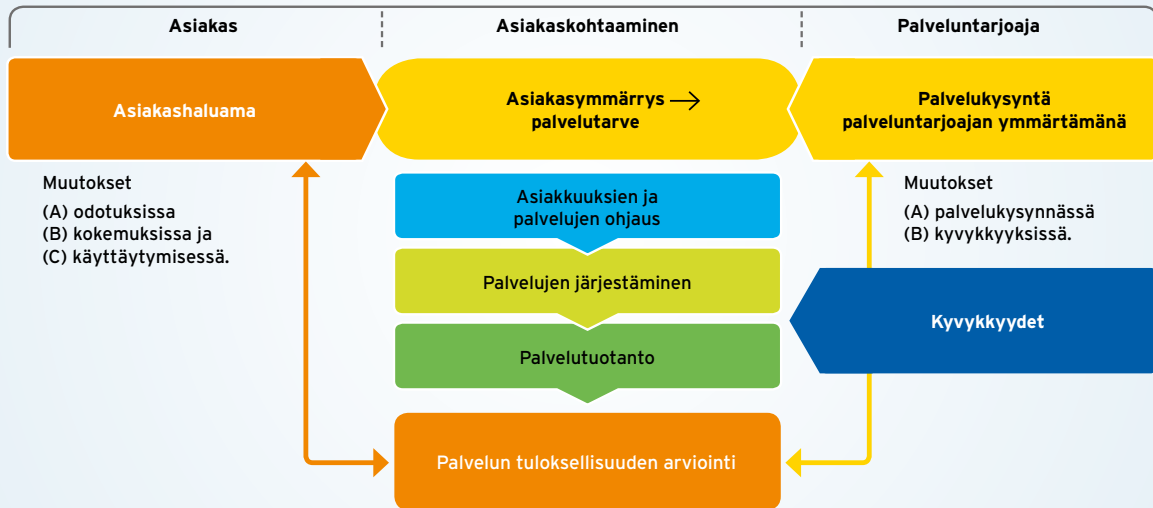 Asiakas
Asiakaskohtaaminen
Palveluntarjoaja
Asiakashaluama
Asiakasymmärrys →
palvelutarve
Palvelukysyntä
palveluntarjoajan ymmärtämänä
Muutokset
(A) odotuksissa
(B) kokemuksissa ja
(C) käyttäytymisessä.
Asiakkuuksien ja
palvelujen ohjaus
Palvelujen järjestäminen
Palvelutuotanto
Palvelun tuloksellisuuden arviointi
Muutokset
(A) palvelukysynnässä
(B) kyvykkyyksissä.
Kyvykkyydet